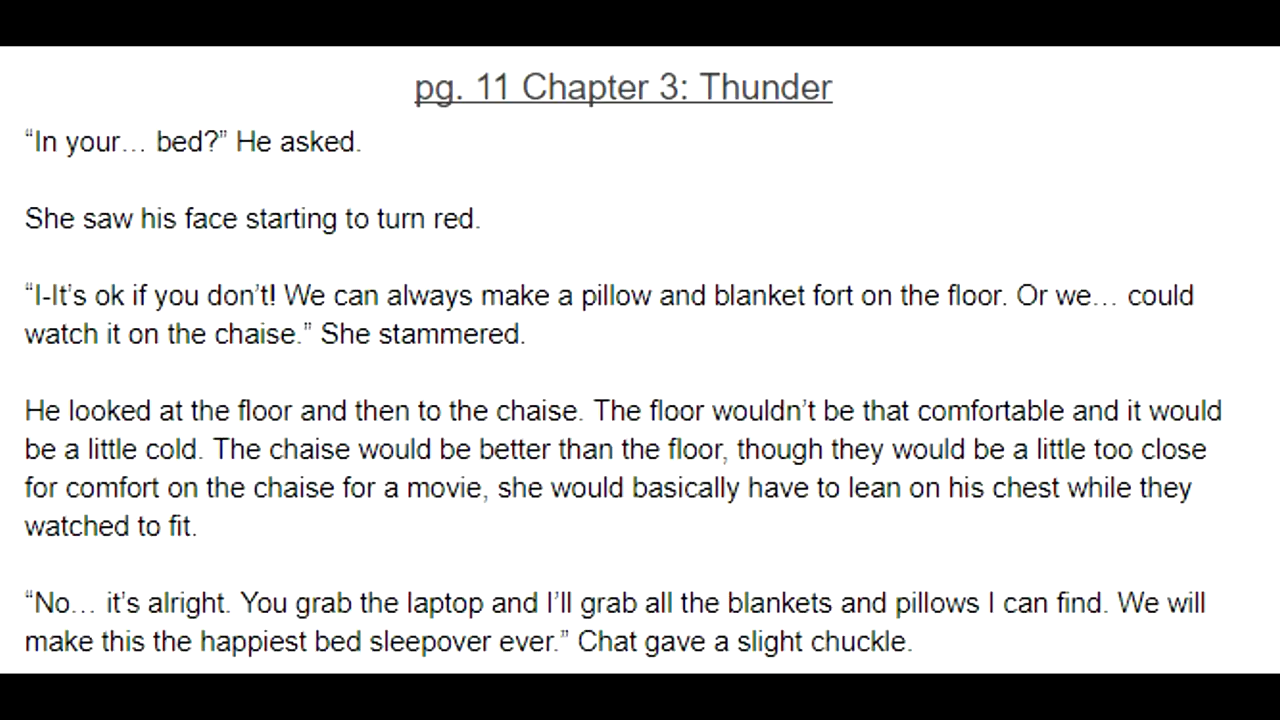 pg. 11 Chapter 3: Thunder
“In your… bed?” He asked.
She saw his face starting to turn red.
“I-It’s ok if you don’t! We can always make a pillow and blanket fort on the floor. Or we… could
watch it on the chaise.” She stammered.
He looked at the floor and then to the chaise. The floor wouldn’t be that comfortable and it would
be a little cold. The chaise would be better than the floor, though they would be a little too close
for comfort on the chaise for a movie, she would basically have to lean on his chest while they
watched to fit.
“No… it’s alright. You grab the laptop and I’ll grab all the blankets and pillows I can find. We will
make this the happiest bed sleepover ever.” Chat gave a slight chuckle.